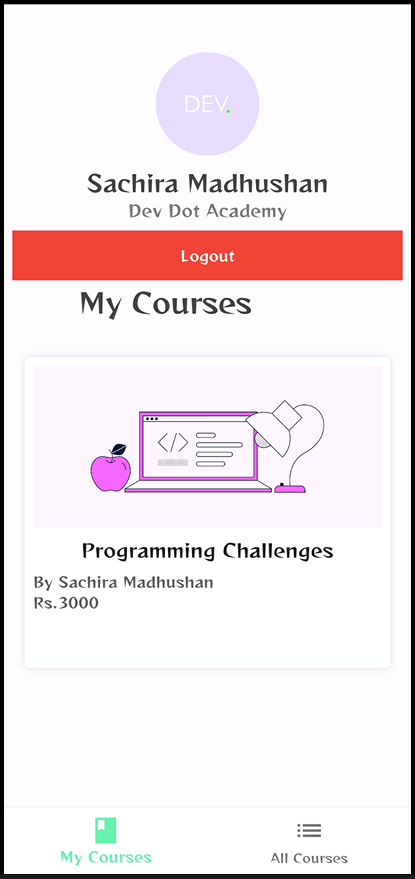 DEV.
Sachira Madhushan
Dev Dot Academy
Logout
My Courses
</>
Programming Challenges
By Sachira Madhushan
Rs.3000
My Courses
All Courses